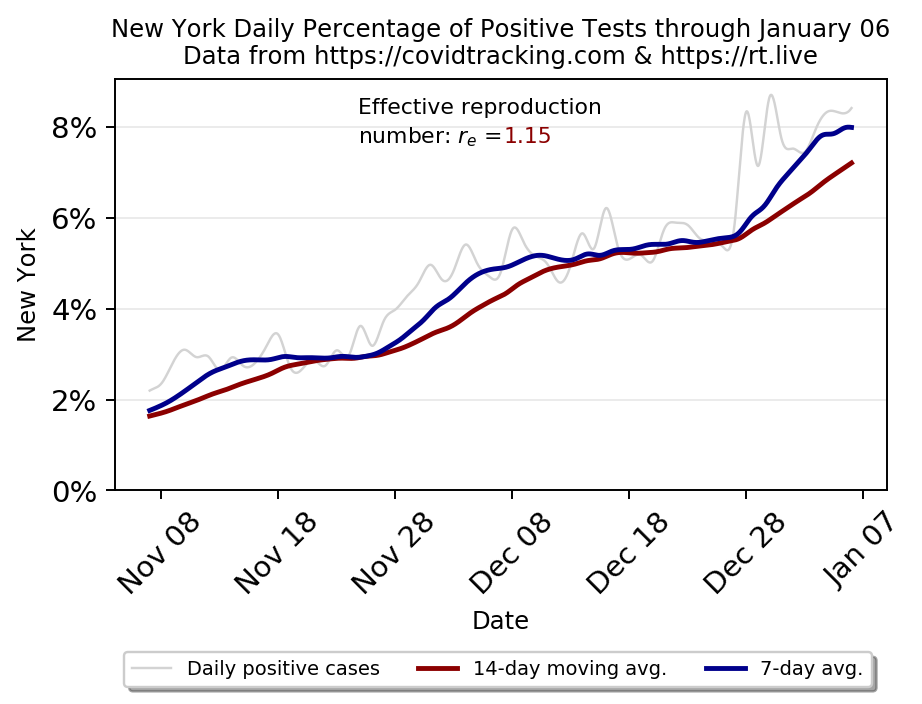 New York Daily Percentage of Positive Tests through January 06
Data from https://covidtracking.com & https://rt.live
Effective reproduction
number: rₑ =1.15
8%
6%
4%
2%
0%
New York
Nov 08
Nov 18
Nov 28
Dec 08
Dec 18
Dec 28
Jan 07
Date
Daily positive cases
14-day moving avg.
7-day avg.